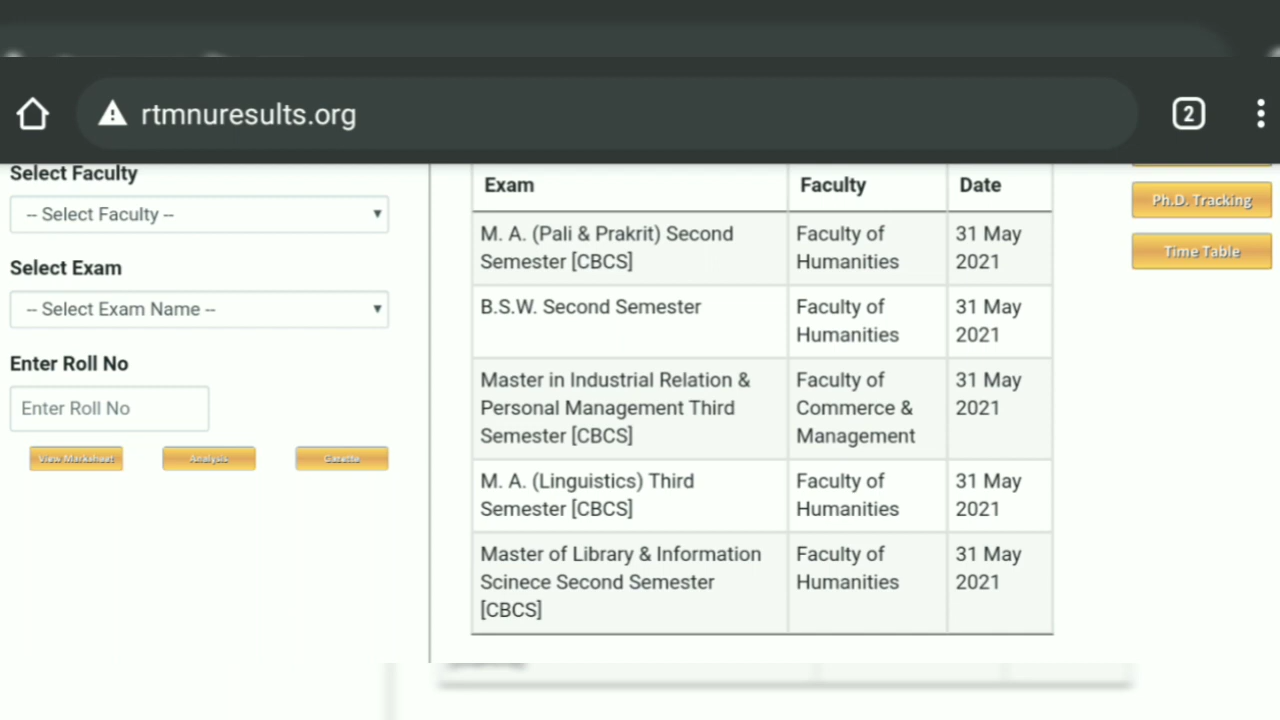 rtmnuresults.org
2
Select Faculty
-- Select Faculty --
Select Exam
-- Select Exam Name --
Enter Roll No
Enter Roll No
View Marksheet Analysis Gazette
Exam Faculty Date
M. A. (Pali & Prakrit) Second
Semester [CBCS]
Faculty of
Humanities
31 May
2021
B.S.W. Second Semester
Faculty of
Humanities
31 May
2021
Master in Industrial Relation &
Personal Management Third
Semester [CBCS]
Faculty of
Commerce &
Management
31 May
2021
M. A. (Linguistics) Third
Semester [CBCS]
Faculty of
Humanities
31 May
2021
Master of Library & Information
Scinece Second Semester
[CBCS]
Faculty of
Humanities
31 May
2021
Ph.D. Tracking
Time Table